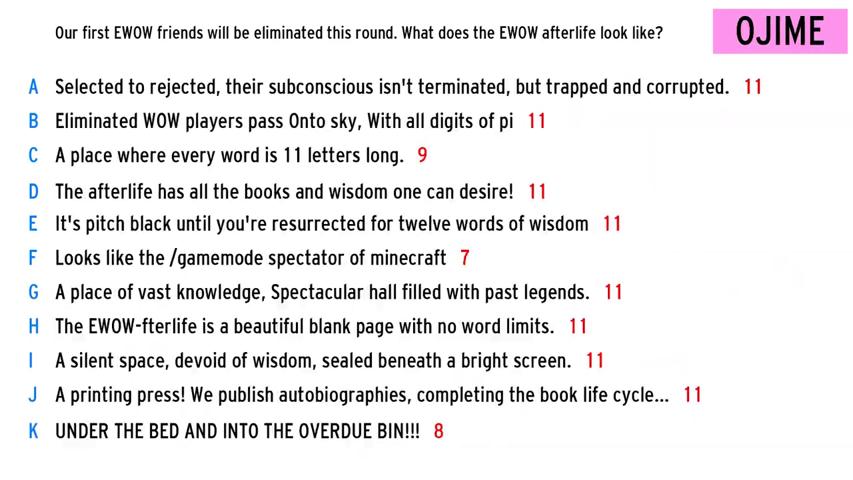 Our first EWOW friends will be eliminated this round. What does the EWOW afterlife look like?
OJIME
A Selected to rejected, their subconscious isn't terminated, but trapped and corrupted. 11
B Eliminated WOW players pass Onto sky, With all digits of pi 11
C A place where every word is 11 letters long. 9
D The afterlife has all the books and wisdom one can desire! 11
E It's pitch black until you're resurrected for twelve words of wisdom 11
F Looks like the /gamemode spectator of minecraft 7
G A place of vast knowledge, Spectacular hall filled with past legends. 11
H The EWOW-fterlife is a beautiful blank page with no word limits. 11
I A silent space, devoid of wisdom, sealed beneath a bright screen. 11
J A printing press! We publish autobiographies, completing the book life cycle... 11
K UNDER THE BED AND INTO THE OVERDUE BIN!!! 8